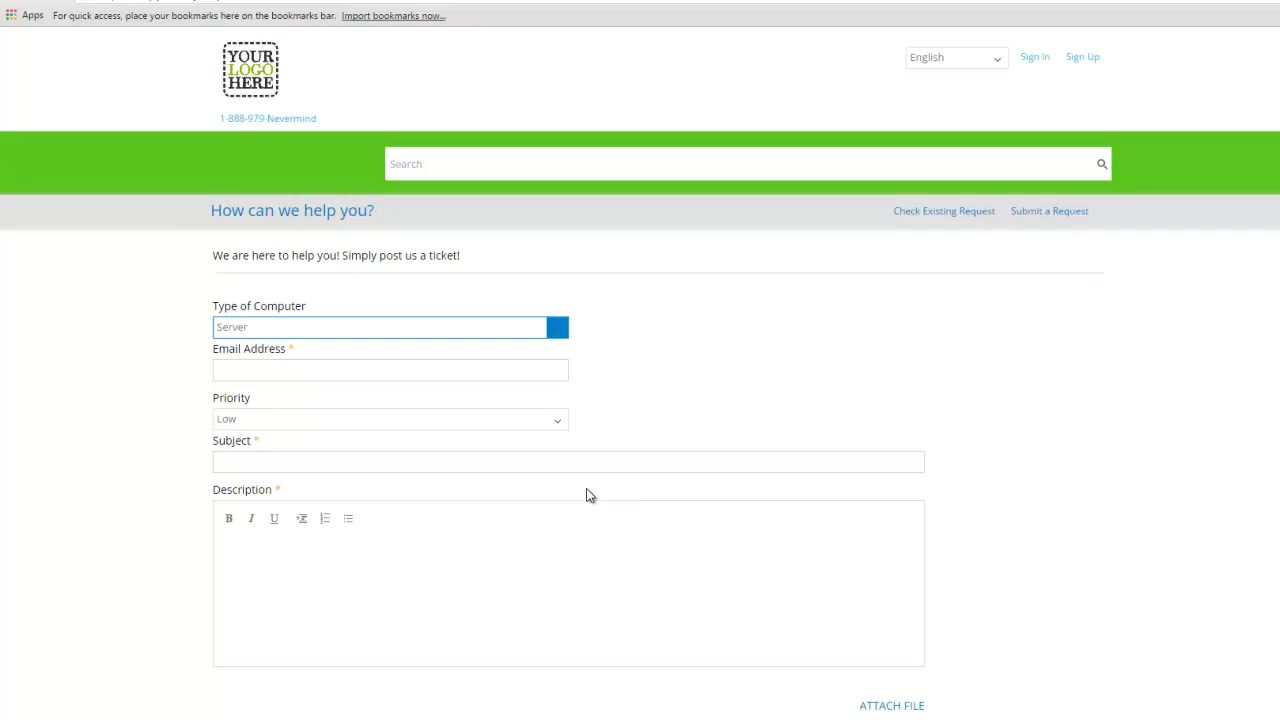 Apps For quick access, place your bookmarks here on the bookmarks bar. Import bookmarks now...
YOUR
LOGO
HERE
English Sign In Sign Up
1-888-979-Nevermind
Search
How can we help you? Check Existing Request Submit a Request
We are here to help you! Simply post us a ticket!
Type of Computer
Server
Email Address *
Priority
Low
Subject *
Description *
B I U
ATTACH FILE